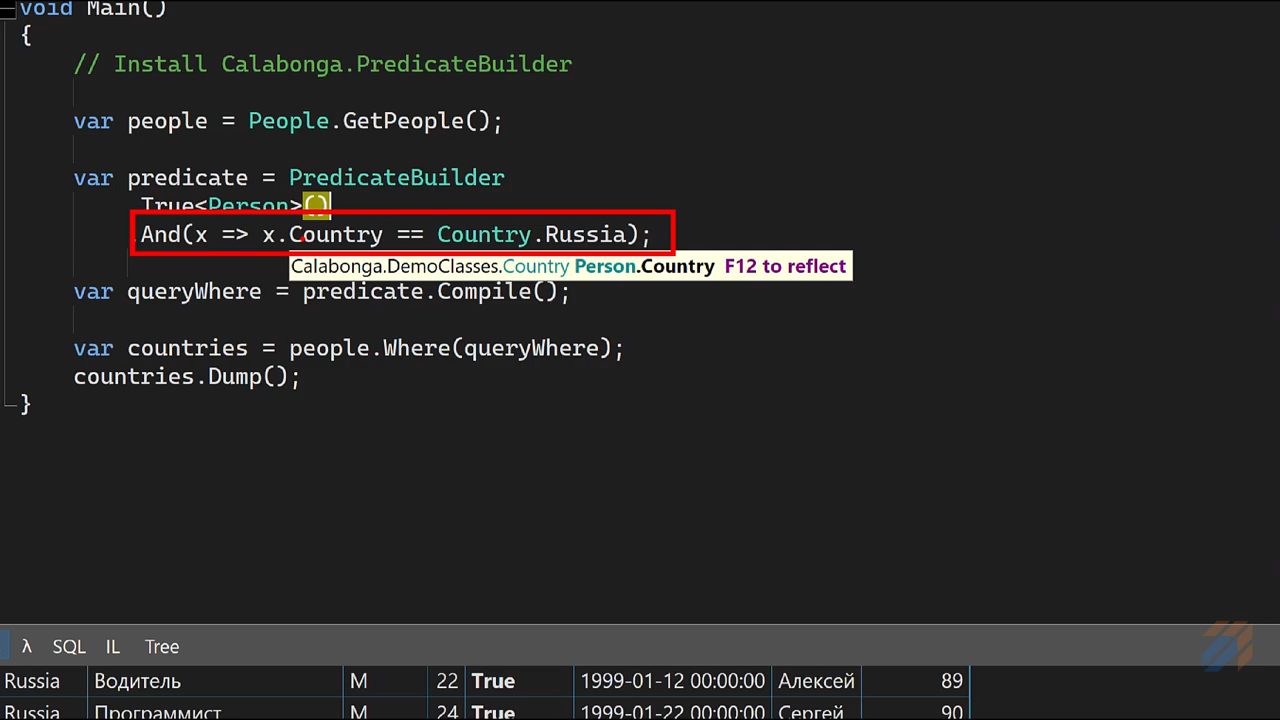 void Main()
{
// Install Calabonga.PredicateBuilder
var people = People.GetPeople();
var predicate = PredicateBuilder
.True<Person>()
.And(x => x.Country == Country.Russia);
Calabonga.DemoClasses.Country Person.Country F12 to reflect
var queryWhere = predicate.Compile();
var countries = people.Where(queryWhere);
countries.Dump();
}
λ SQL IL Tree
Russia Водитель M 22 True 1999-01-12 00:00:00 Алексей 89
Russia Программист M 24 True 1999-01-22 00:00:00 Сергей 90